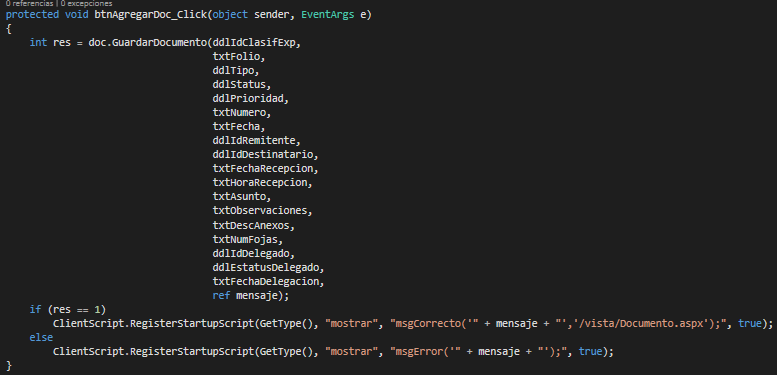 0 referencias | 0 excepciones
protected void btnAgregarDoc_Click(object sender, EventArgs e)
{
    int res = doc.GuardarDocumento(ddlIdClasifExp,
                                   txtFolio,
                                   ddlTipo,
                                   ddlStatus,
                                   ddlPrioridad,
                                   txtNumero,
                                   txtFecha,
                                   ddlIdRemitente,
                                   ddlIdDestinatario,
                                   txtFechaRecepcion,
                                   txtHoraRecepcion,
                                   txtAsunto,
                                   txtObservaciones,
                                   txtDescAnexos,
                                   txtNumFojas,
                                   ddlIdDelegado,
                                   ddlEstatusDelegado,
                                   txtFechaDelegacion,
                                   ref mensaje);
    if (res == 1)
        ClientScript.RegisterStartupScript(GetType(), "mostrar", "msgCorrecto('" + mensaje + "','/vista/Documento.aspx');", true);
    else
        ClientScript.RegisterStartupScript(GetType(), "mostrar", "msgError('" + mensaje + "');", true);
}